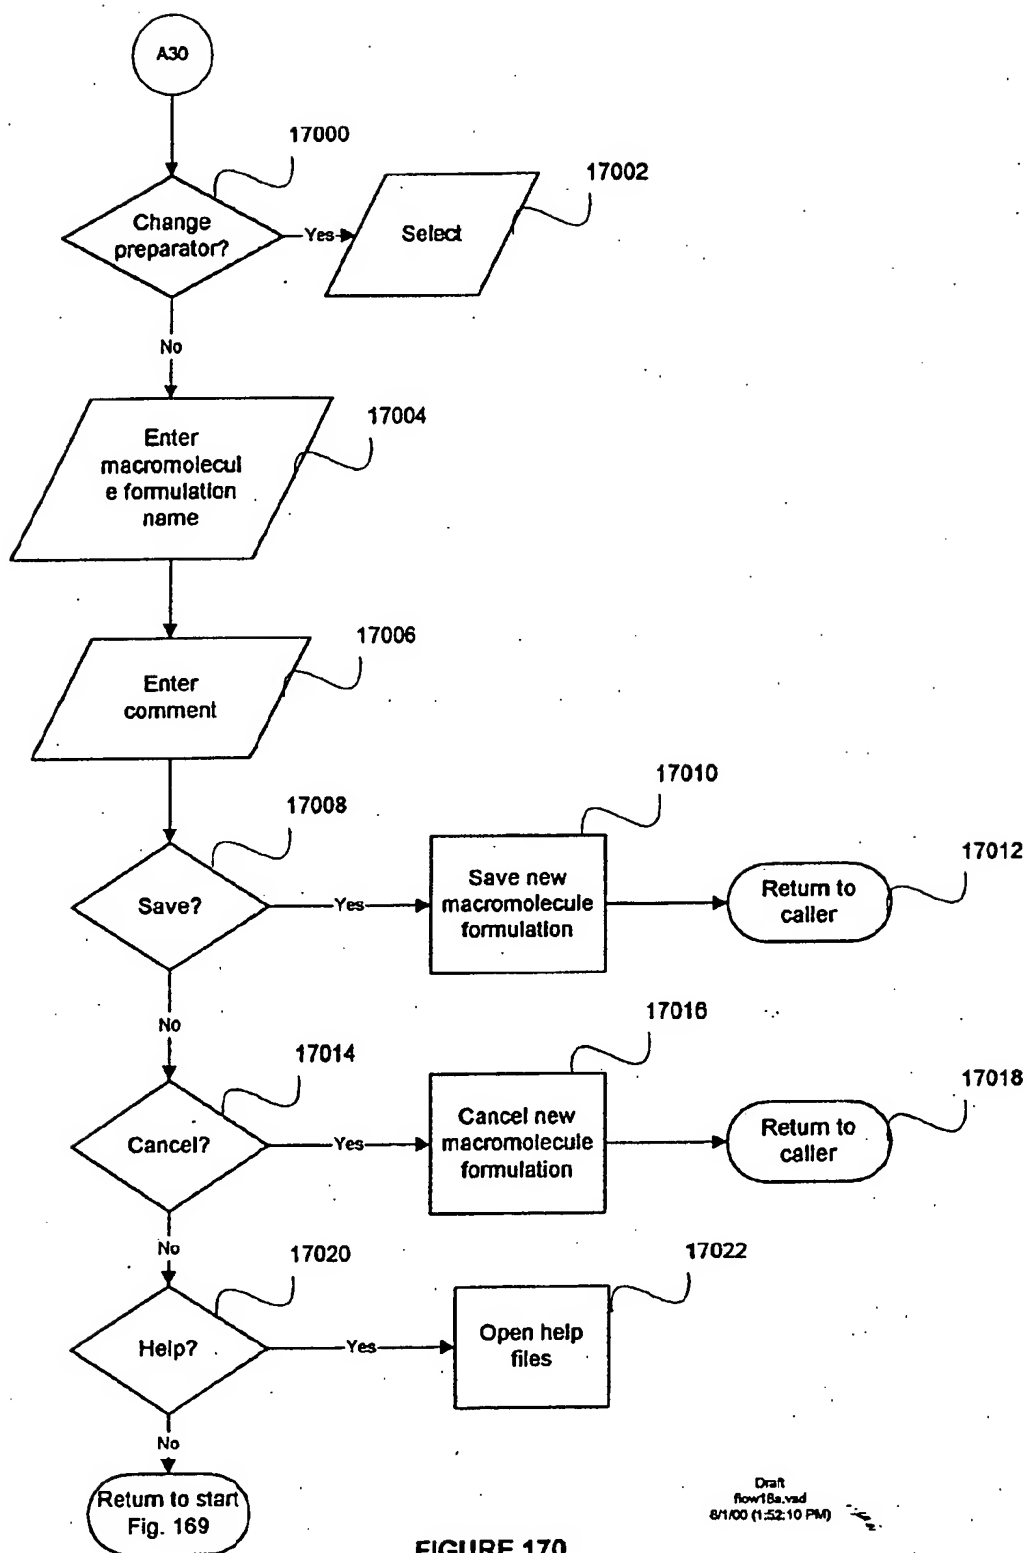 A30
17000
17002
Change
preparator?
Yes
Select
No
17004
Enter
macromolecul
e formulation
name
17006
Enter
comment
17008
17010
17012
Save?
Yes
Save new
macromolecule
formulation
Return to
caller
No
17014
17016
17018
Cancel?
Yes
Cancel new
macromolecule
formulation
Return to
caller
No
17020
17022
Help?
Yes
Open help
files
No
Return to start
Fig. 169
Draft
flow18a.vsd
8/1/00 (1:52:10 PM)
FIGURE 170